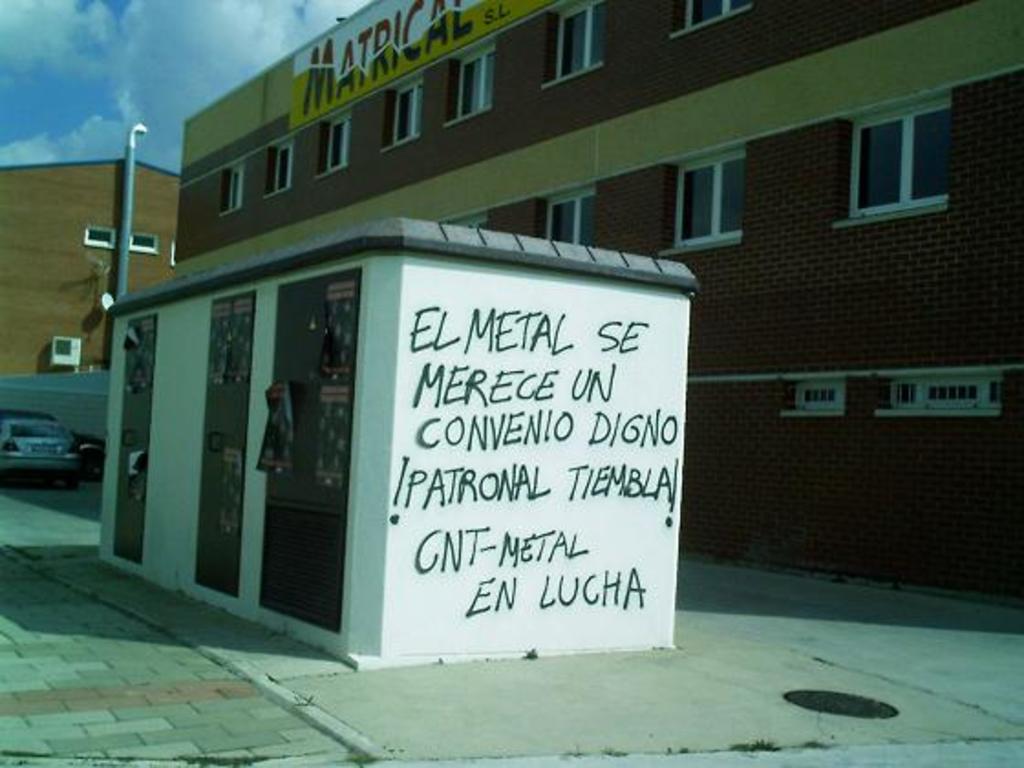 MATRICAL S.L
EL METAL SE
MERECE UN
CONVENIO DIGNO
¡PATRONAL TIEMBLA!
CNT-METAL
EN LUCHA